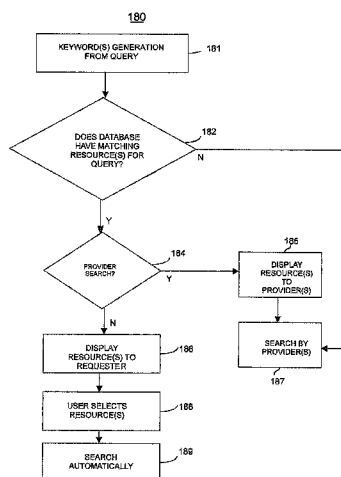 180
KEYWORD(S) GENERATION
FROM QUERY
181
DOES DATABASE
HAVE MATCHING
RESOURCE(S) FOR
QUERY?
182
N
Y
PROVIDER
SEARCH?
184
Y
N
185
DISPLAY
RESOURCE(S)
TO
PROVIDER(S)
DISPLAY
RESOURCE(S) TO
REQUESTER
186
SEARCH BY
PROVIDER(S)
187
USER SELECTS
RESOURCE(S)
188
SEARCH
AUTOMATICALLY
189